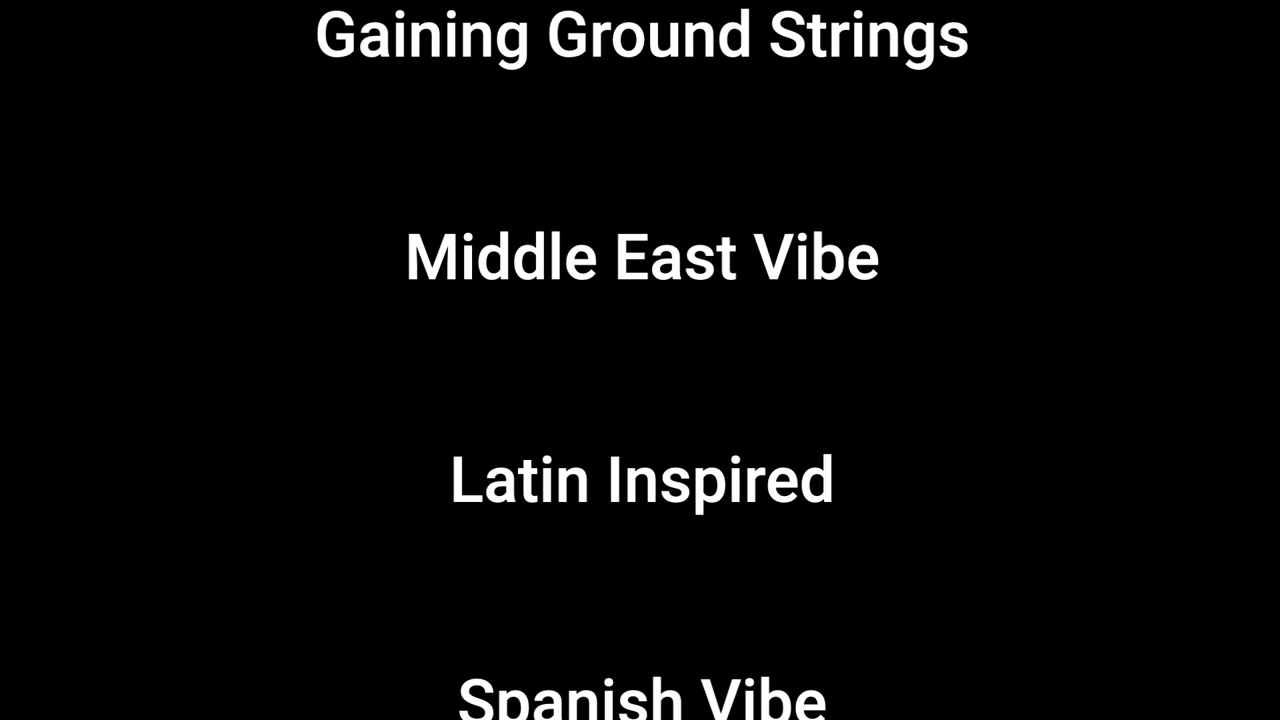 Gaining Ground Strings
Middle East Vibe
Latin Inspired
Spanish Vibe